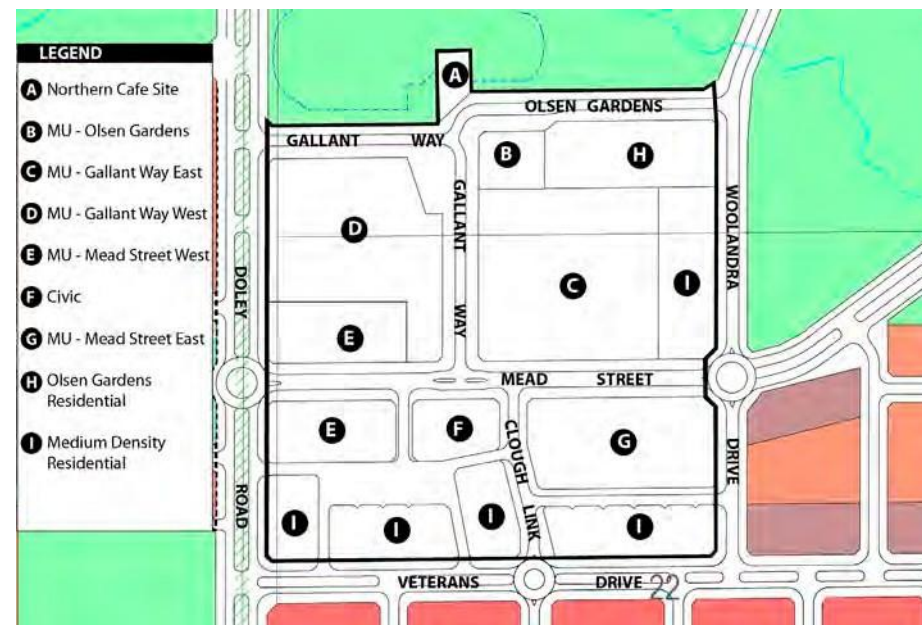 LEGEND
A Northern Cafe Site
B MU - Olsen Gardens
C MU - Gallant Way East
D MU - Gallant Way West
E MU - Mead Street West
F Civic
G MU - Mead Street East
H Olsen Gardens
Residential
I Medium Density
Residential
A
OLSEN GARDENS
GALLANT WAY
B
H
GALLANT WAY
WOOLANDRA DRIVE
D
C
I
DOLEY ROAD
E
MEAD STREET
E
F
G
CLOUGH LINK
I
I
I
I
VETERANS DRIVE 22